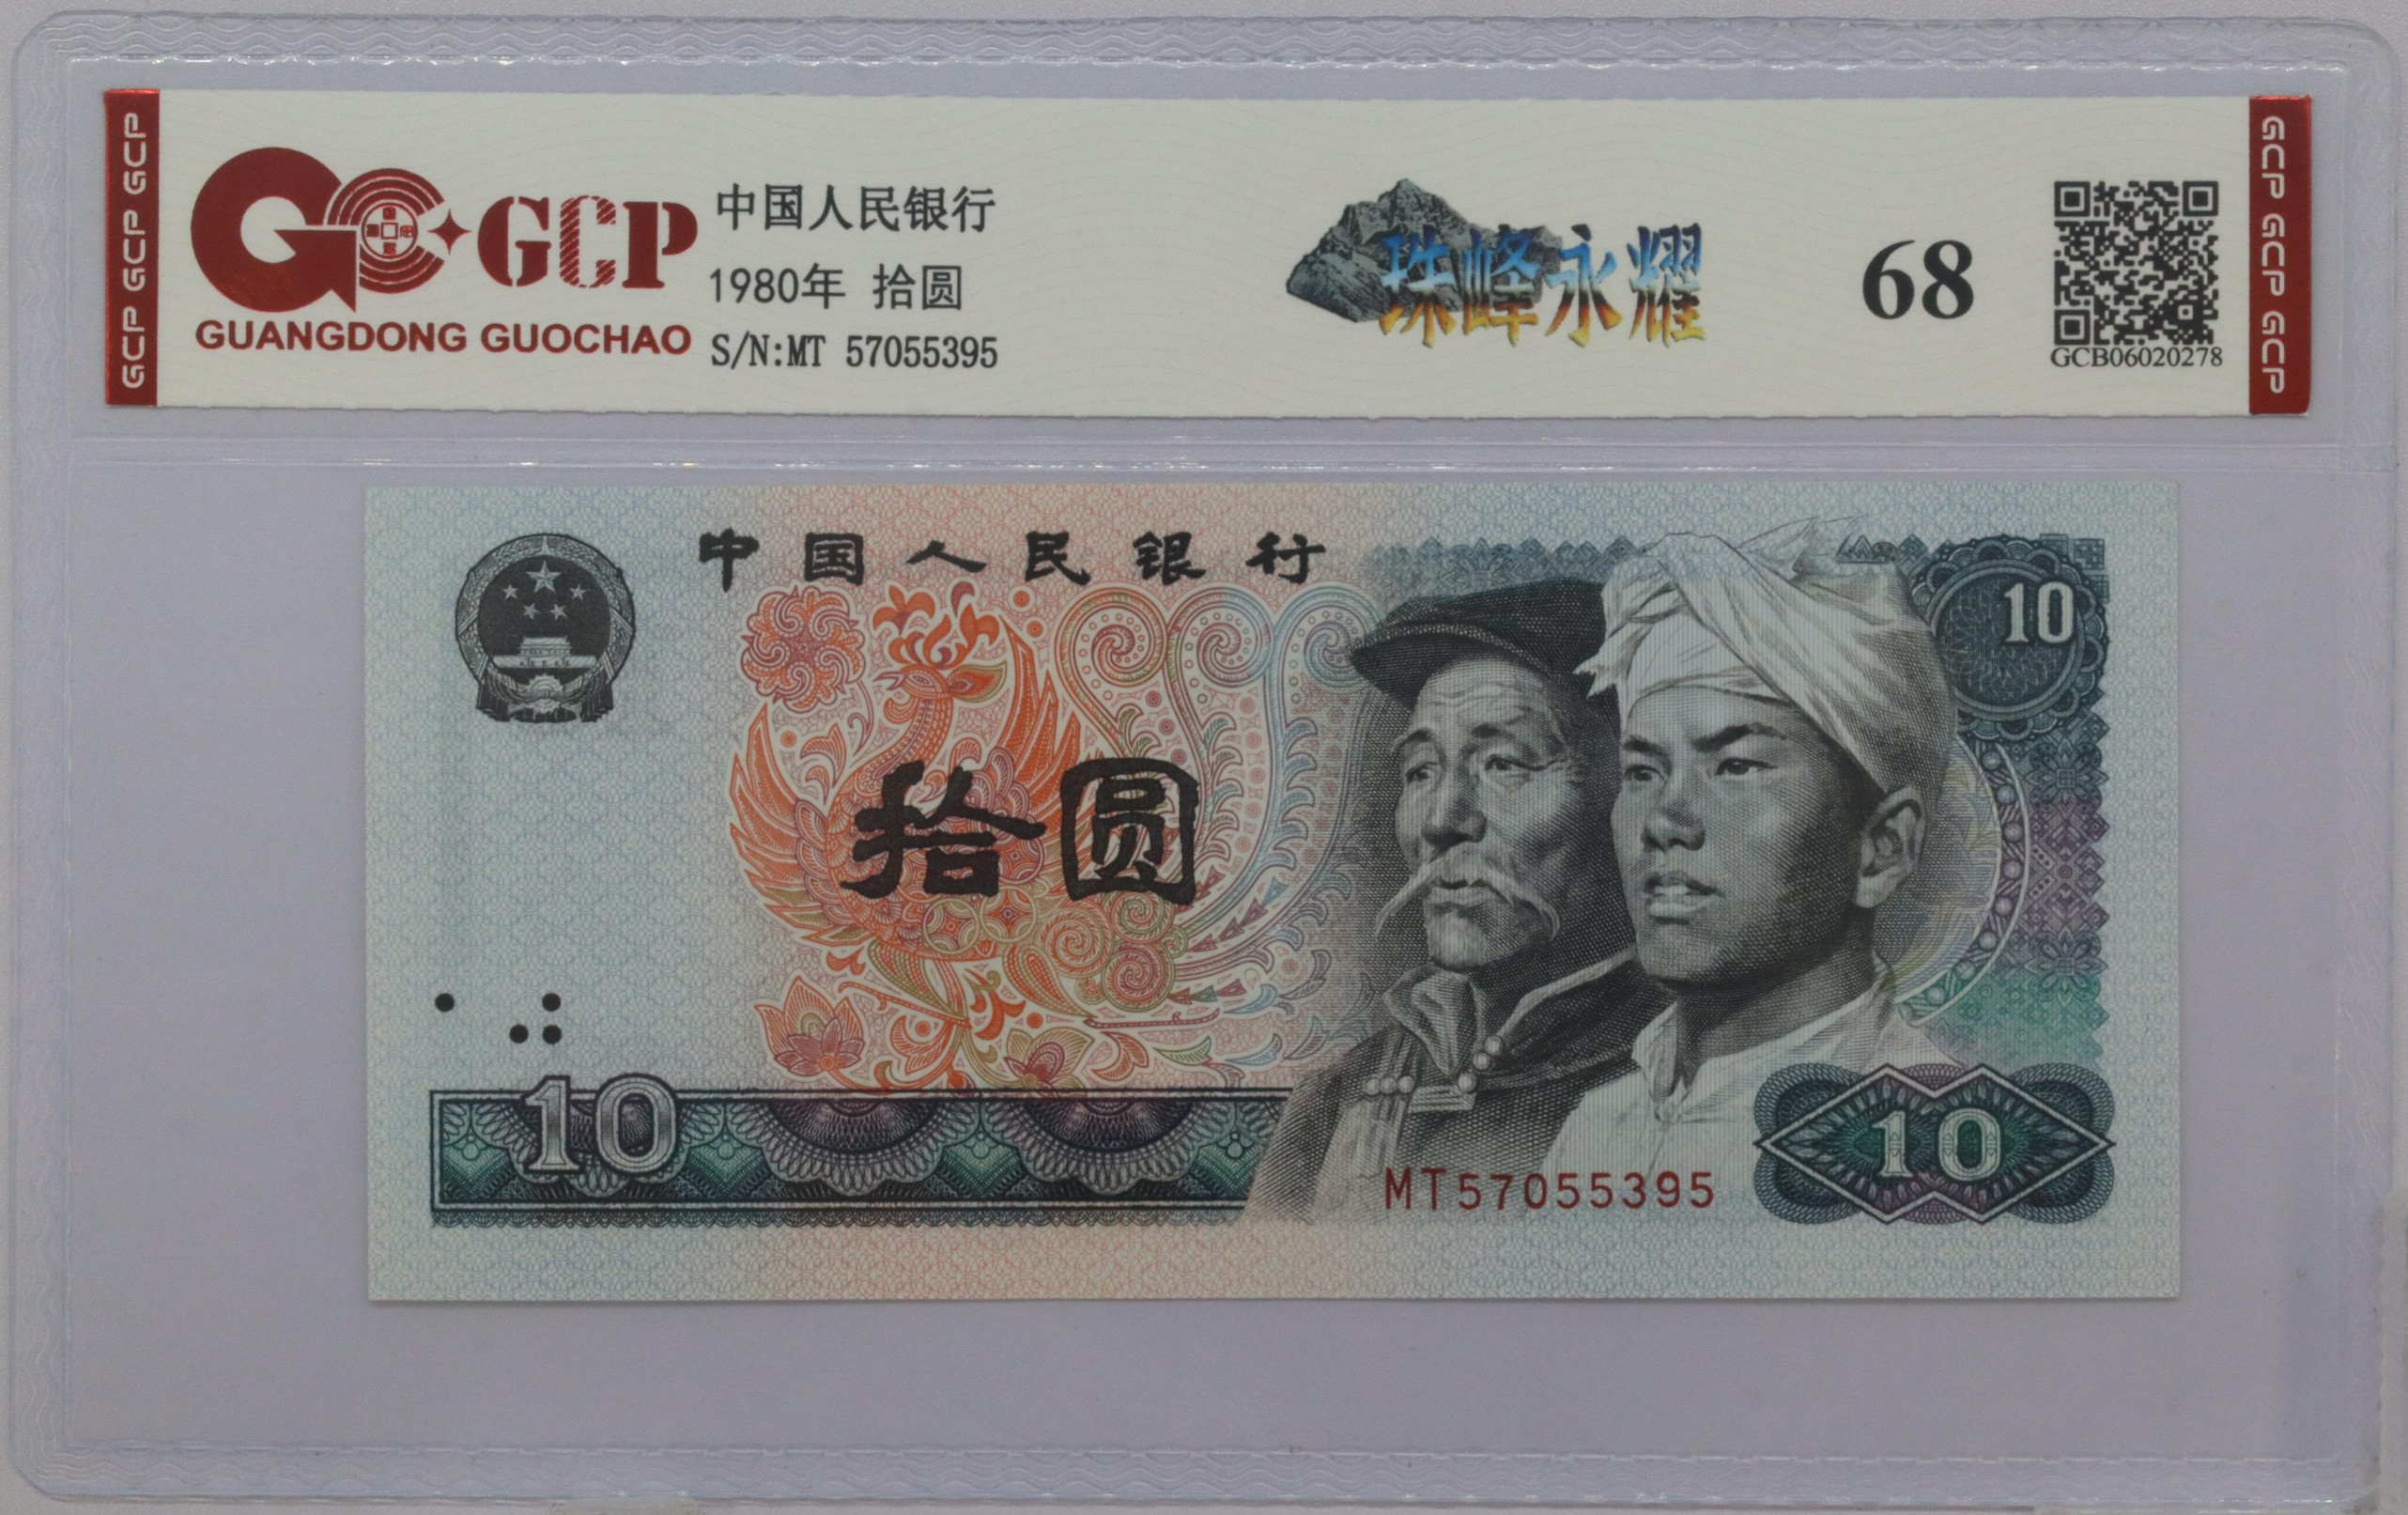 GCP GCP GCP
GCP
GUANGDONG GUOCHAO
中国人民银行
1980年 拾圆
S/N:MT 57055395
珠峰永耀
68
GCB06020278
GCP GCP GCP
中国人民银行
10
拾圆
10
MT57055395
10